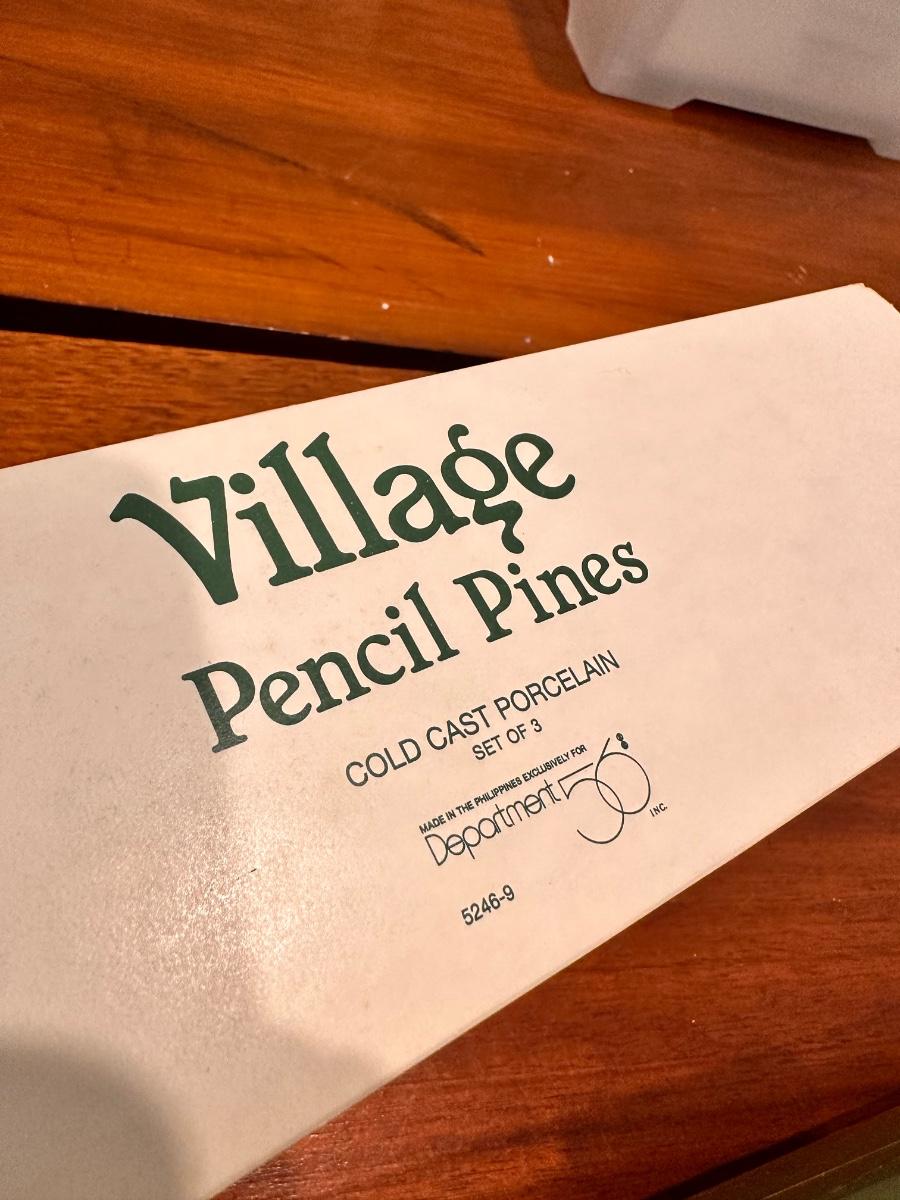 Village
Pencil Pines
COLD CAST PORCELAIN
SET OF 3
MADE IN THE PHILIPPINES EXCLUSIVELY FOR
Department 56 INC.
5246-9